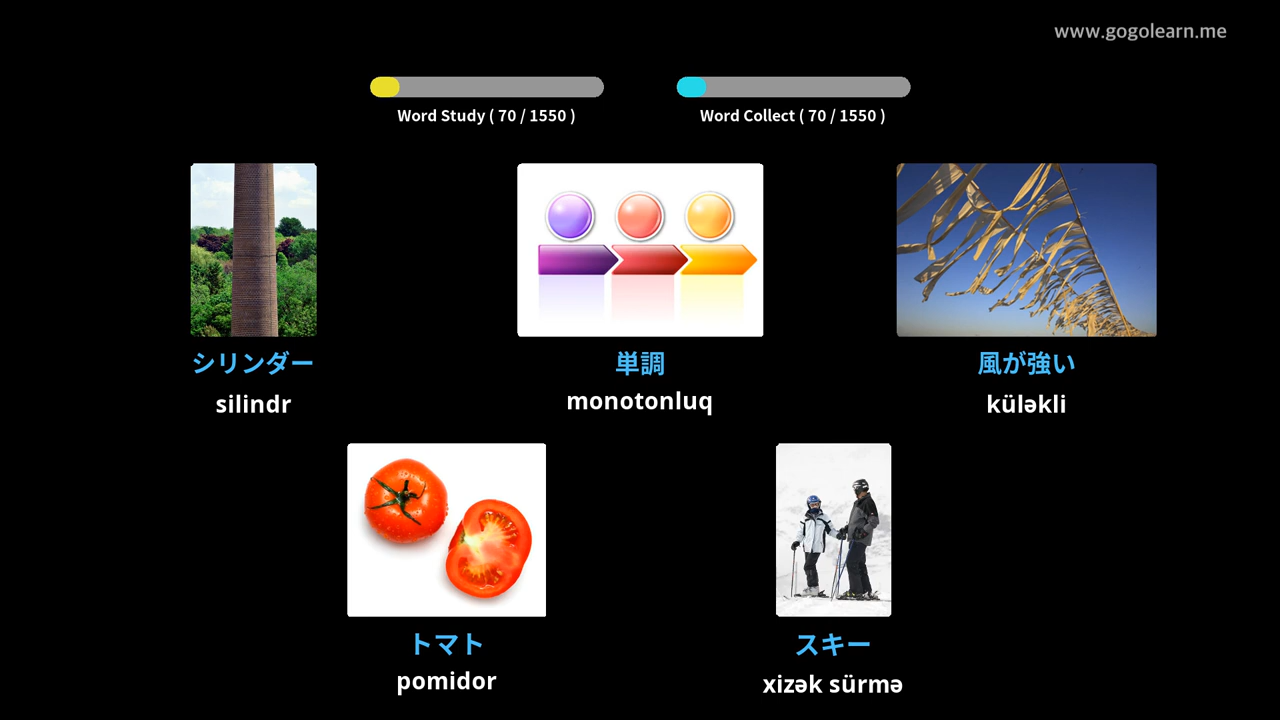 www.gogolearn.me
Word Study ( 70 / 1550 )
Word Collect ( 70 / 1550 )
シリンダー
silindr
単調
monotonluq
風が強い
küləkli
トマト
pomidor
スキー
xizək sürmə